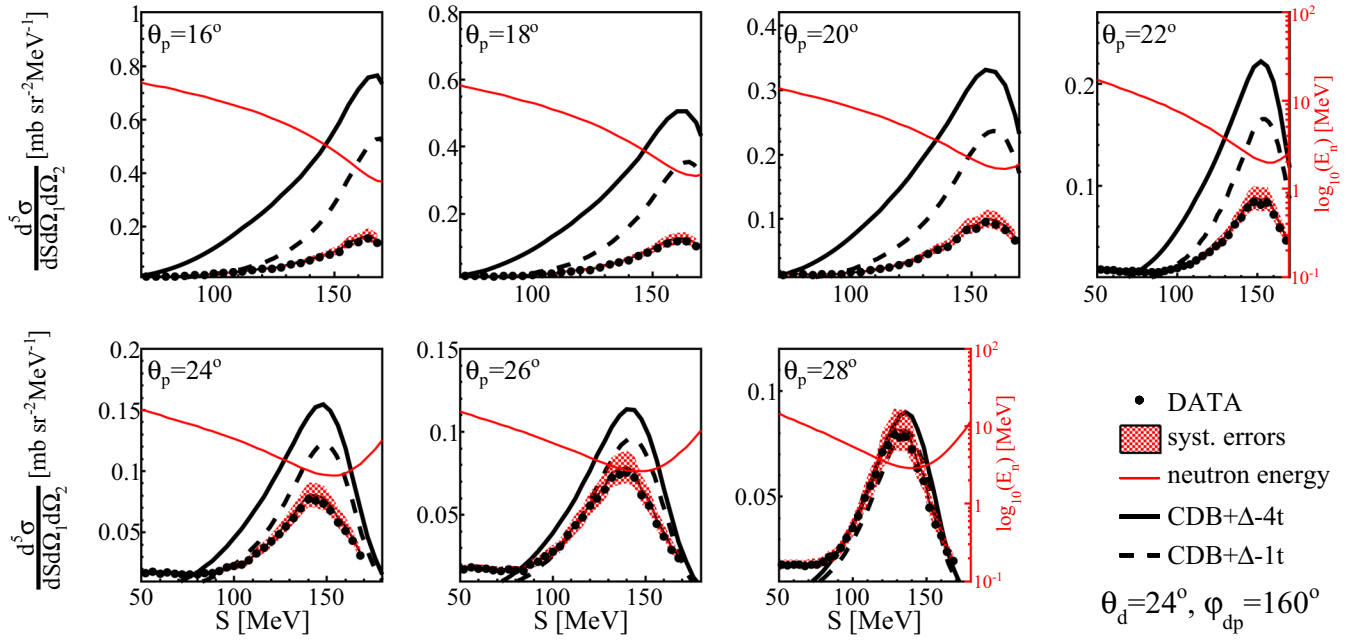 θp=16°
θp=18°
θp=20°
θp=22°
1
0.8
0.6
0.4
0.2
0.8
0.6
0.4
0.2
0.4
0.3
0.2
0.1
0.2
0.1
10²
10
1
10⁻¹
d⁵σ
dSdΩ₁dΩ₂
[mb sr⁻²MeV⁻¹]
log₁₀(Eₙ) [MeV]
100 150
100 150
100 150
50 100 150
θp=24°
θp=26°
θp=28°
0.2
0.15
0.1
0.05
0.15
0.1
0.05
0.1
0.05
10²
10
1
10⁻¹
d⁵σ
dSdΩ₁dΩ₂
[mb sr⁻²MeV⁻¹]
log₁₀(Eₙ) [MeV]
50 100 150
50 100 150
50 100 150
S [MeV]
S [MeV]
S [MeV]
DATA
syst. errors
neutron energy
CDB+Δ-4t
CDB+Δ-1t
θd=24°, φdp=160°